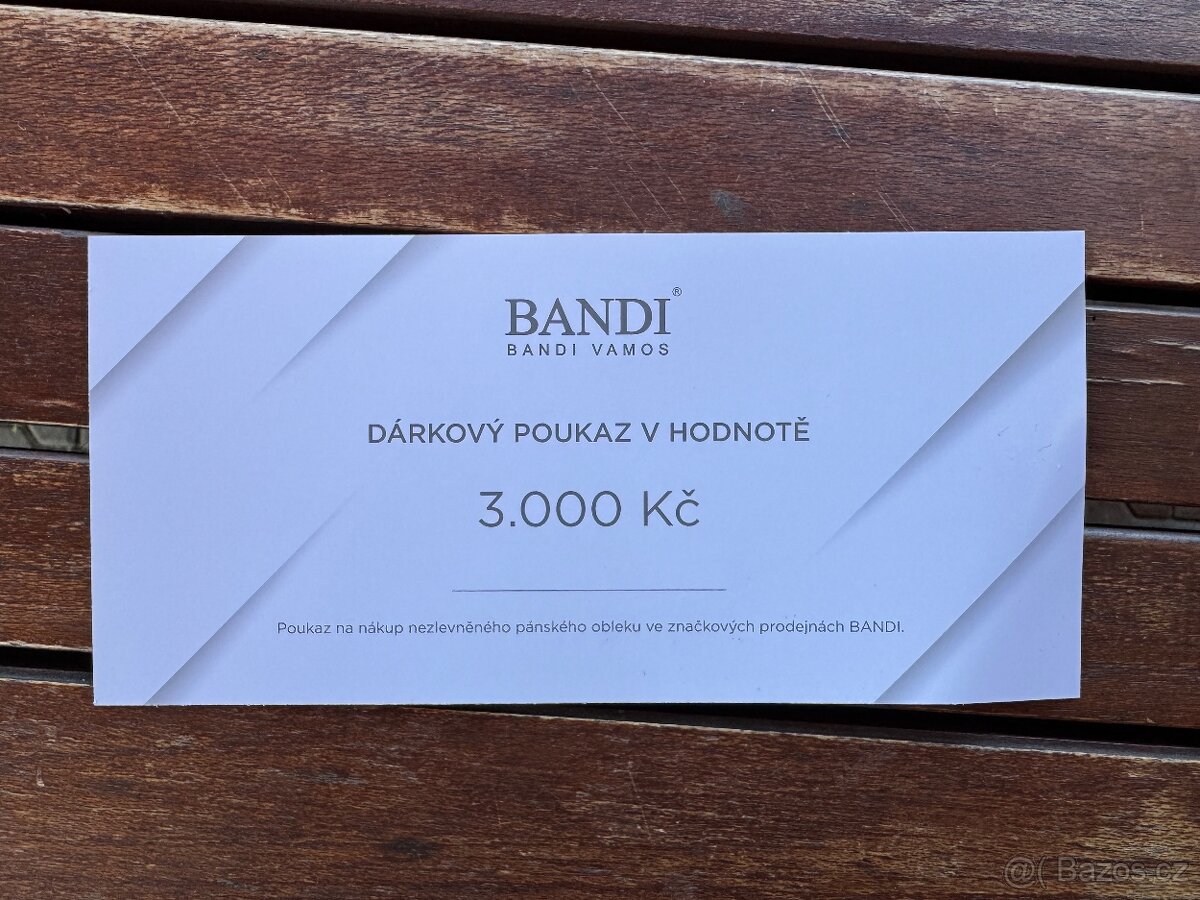 BANDI®
BANDI VAMOS
DÁRKOVÝ POUKAZ V HODNOTĚ
3.000 Kč
Poukaz na nákup nezlevněného pánského obleku ve značkových prodejnách BANDI.
@( Bazos.cz